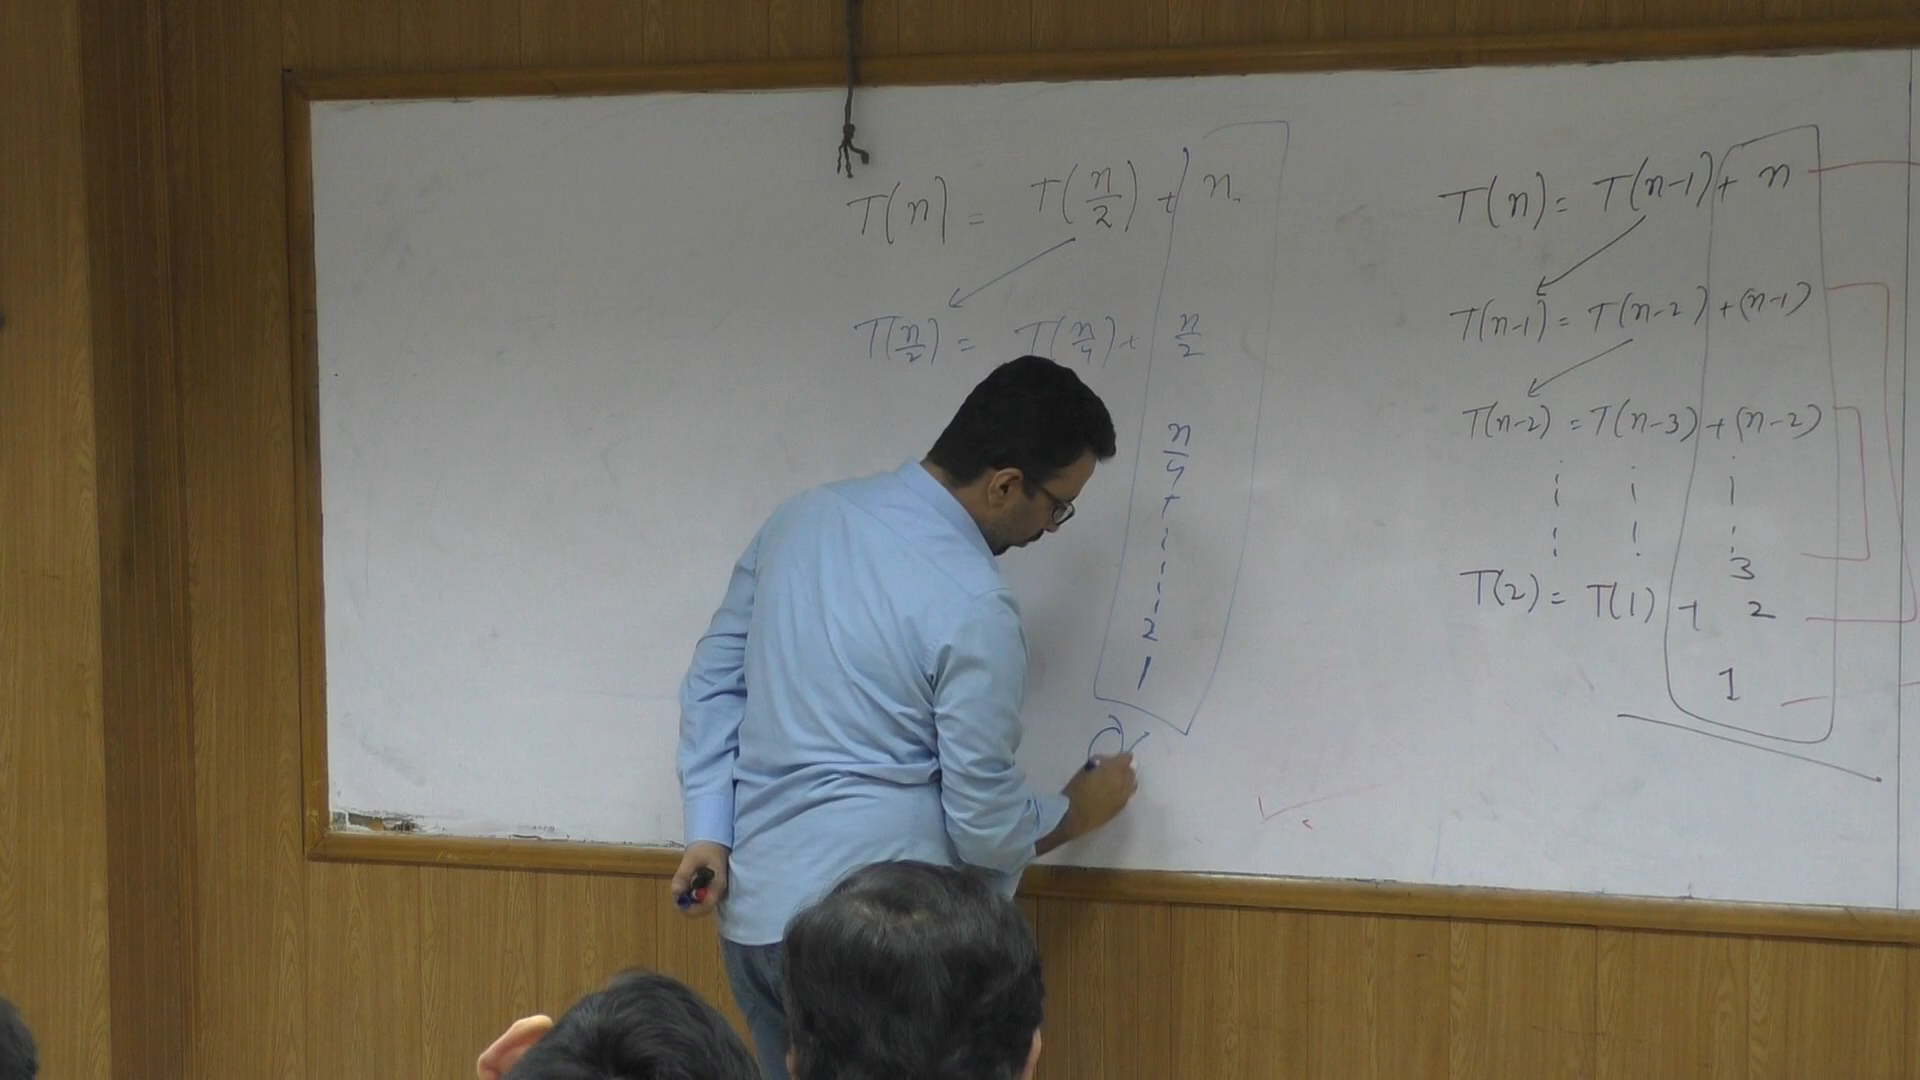 T(n) = T(n/2) + n
T(n/2) = T(n/4) + n/2
n/4
+
2
1
T(n) = T(n-1) + n
T(n-1) = T(n-2) + (n-1)
T(n-2) = T(n-3) + (n-2)
3
T(2) = T(1) + 2
1